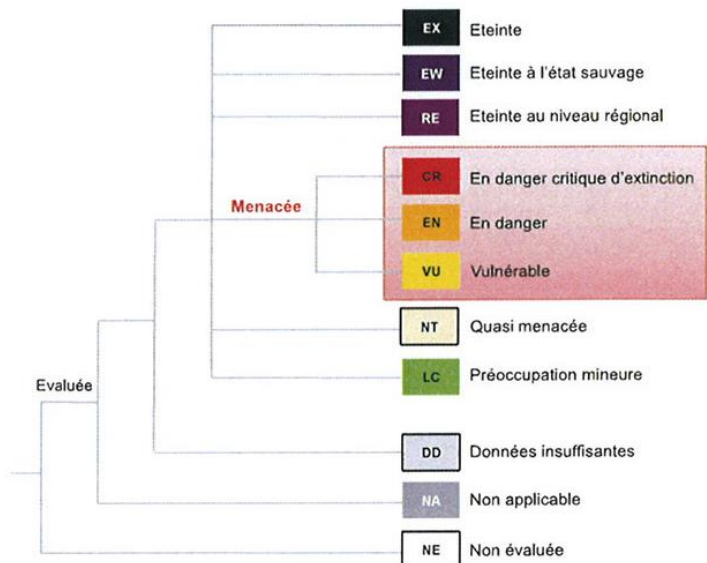 EX Eteinte
EW Eteinte à l'état sauvage
RE Eteinte au niveau régional
CR En danger critique d'extinction
Menacée
EN En danger
VU Vulnérable
NT Quasi menacée
LC Préoccupation mineure
Evaluée
DD Données insuffisantes
NA Non applicable
NE Non évaluée